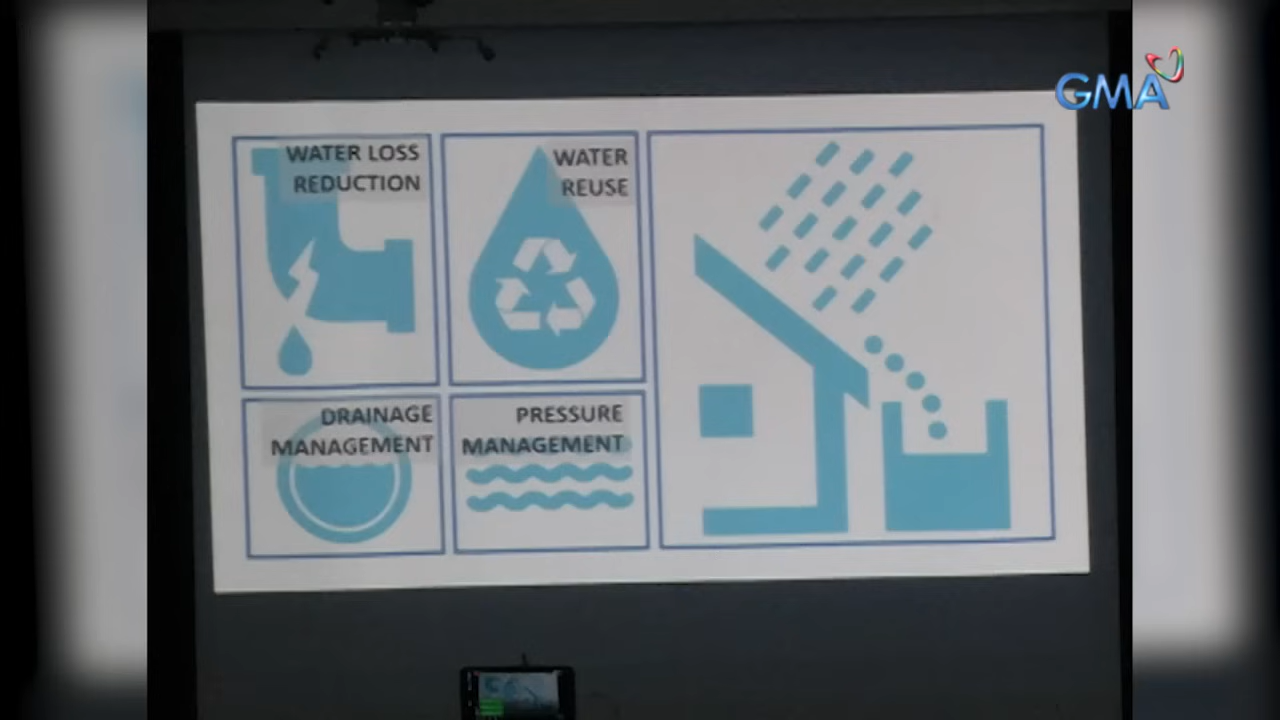 GMA
WATER LOSS
REDUCTION
WATER
REUSE
DRAINAGE
MANAGEMENT
PRESSURE
MANAGEMENT